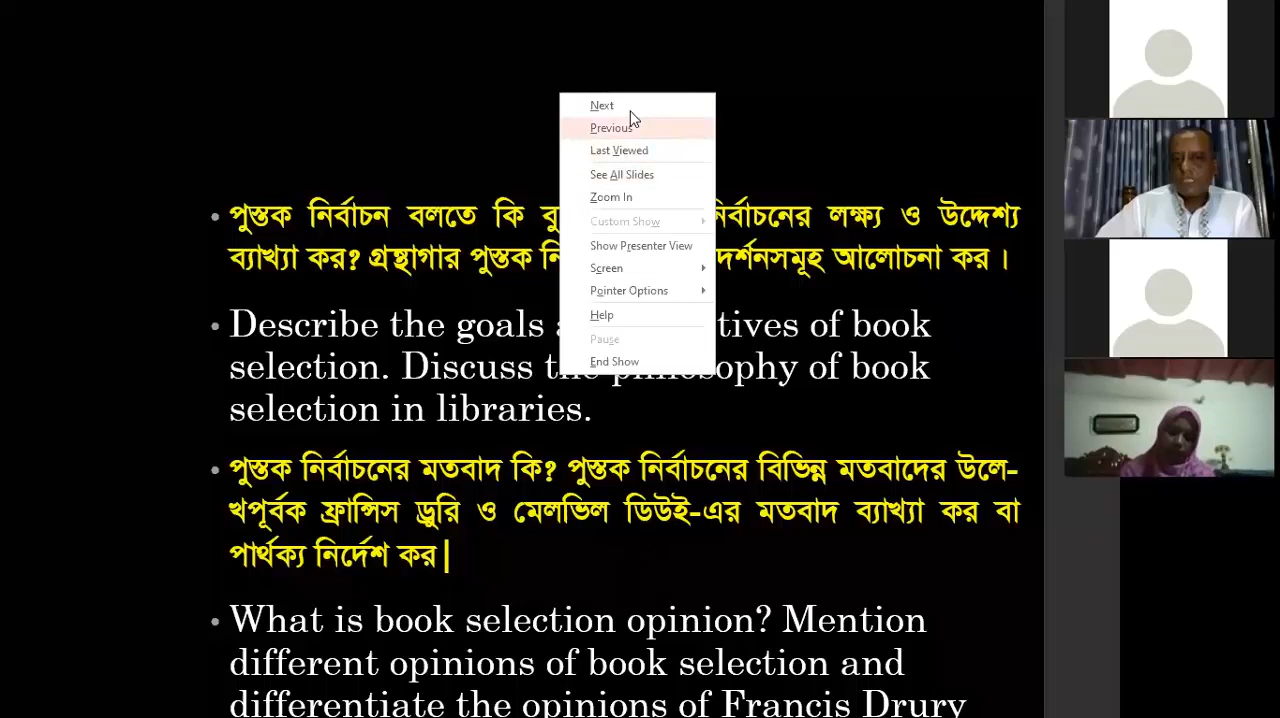 Next
Previous
Last Viewed
See All Slides
Zoom In
Custom Show
Show Presenter View
Screen
Pointer Options
Help
Pause
End Show
পুস্তক নির্বাচন বলতে কি নির্বাচনের লক্ষ্য ও উদ্দেশ্য
ব্যাখ্যা কর? গ্রন্থাগার পুস্তক দর্শনসমূহ আলোচনা কর ।
Describe the goals tives of book
selection. Discuss the philosophy of book
selection in libraries.
পুস্তক নির্বাচনের মতবাদ কি? পুস্তক নির্বাচনের বিভিন্ন মতবাদের উলে-
খপূর্বক ফ্রান্সিস ড্রুরি ও মেলভিল ডিউই-এর মতবাদ ব্যাখ্যা কর বা
পার্থক্য নির্দেশ কর|
What is book selection opinion? Mention
different opinions of book selection and
differentiate the opinions of Francis Drury